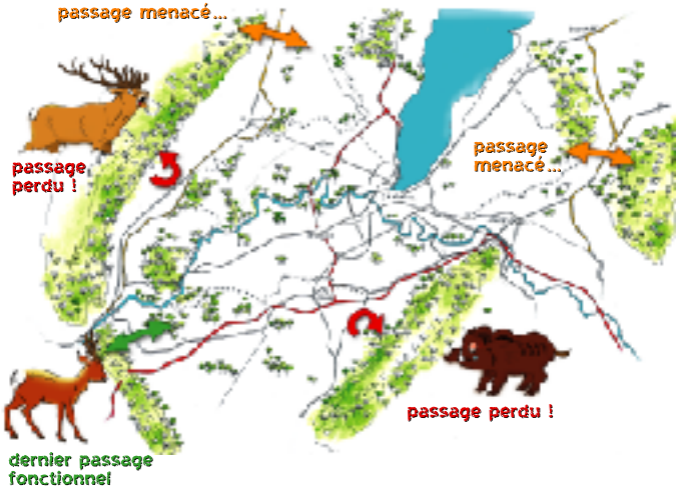 passage menacé...
passage
perdu !
passage
menacé...
passage perdu !
dernier passage
fonctionnel